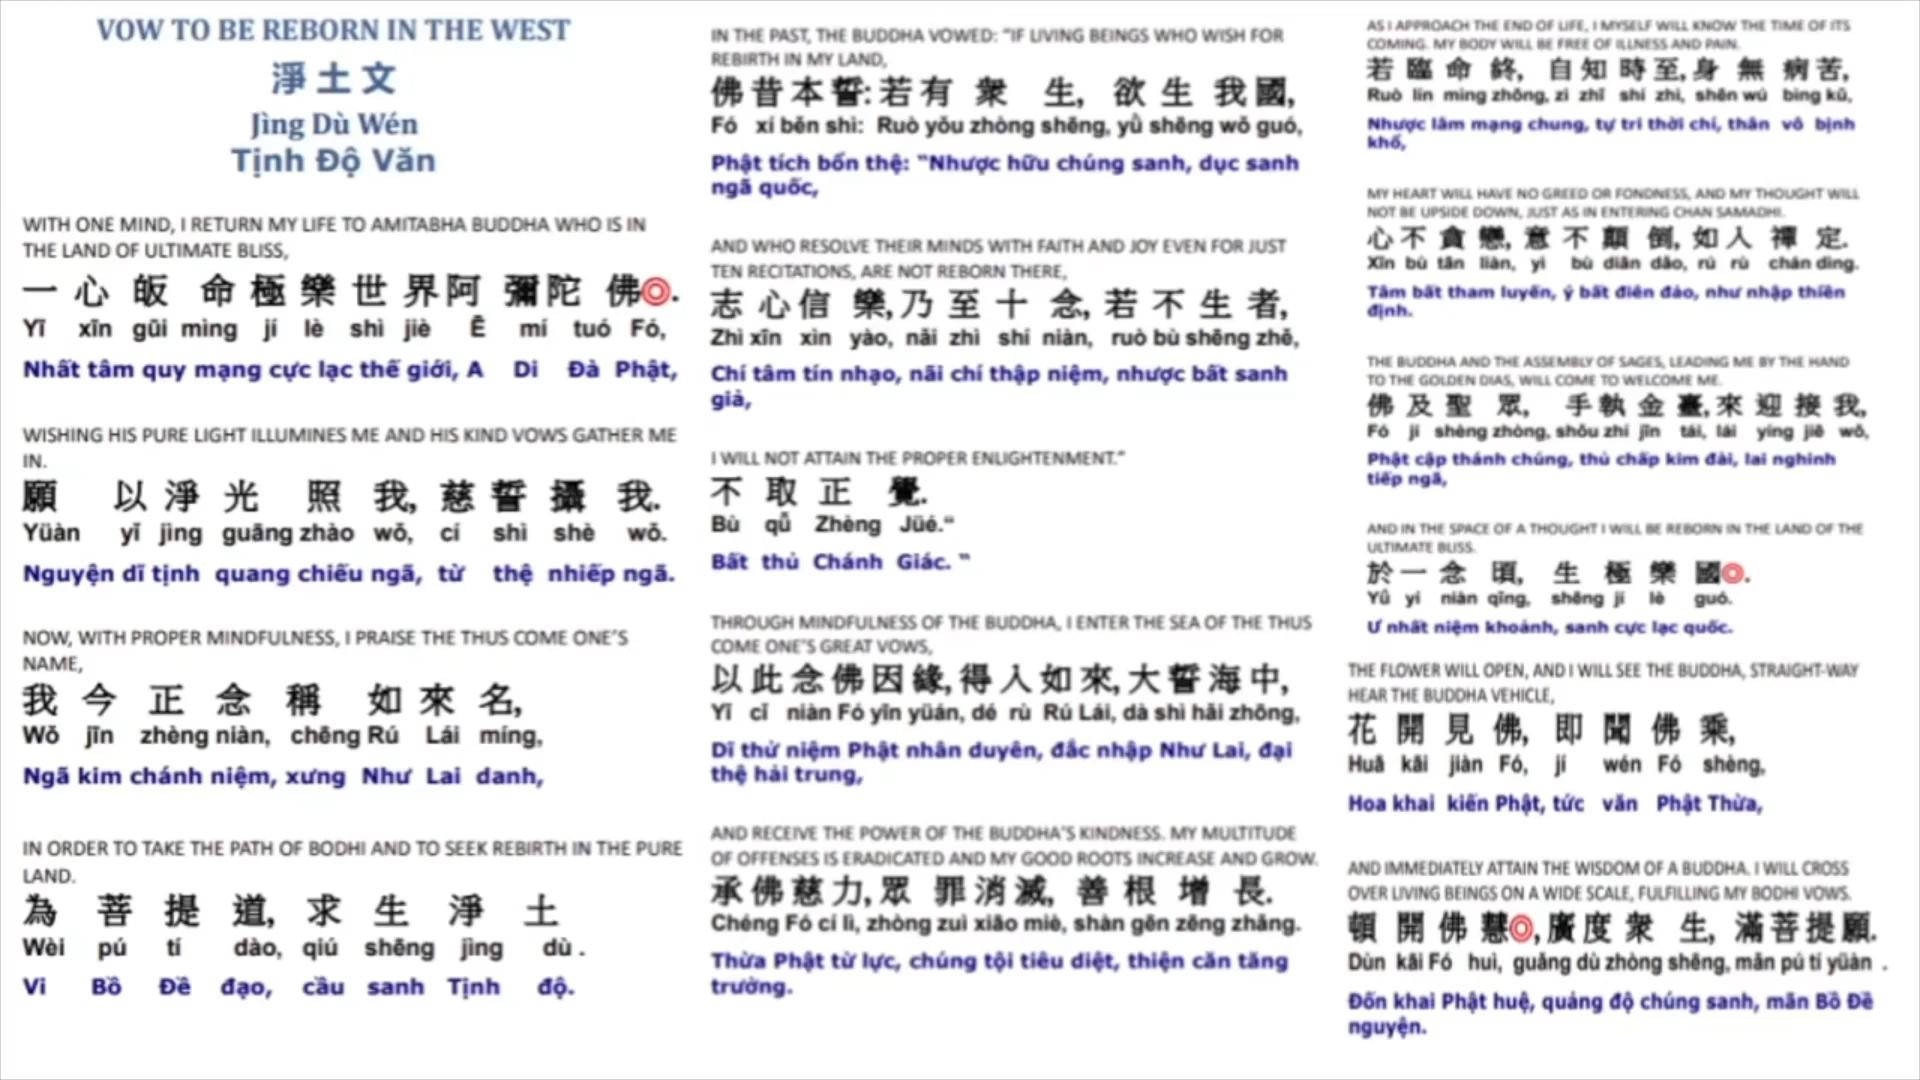 VOW TO BE REBORN IN THE WEST
淨土文
Jìng Dù Wén
Tịnh Độ Văn
WITH ONE MIND, I RETURN MY LIFE TO AMITABHA BUDDHA WHO IS IN
THE LAND OF ULTIMATE BLISS,
一心皈命極樂世界阿彌陀佛◎.
Yī xīn gūi mìng jí lè shì jiè Ē mí tuó Fó,
Nhất tâm quy mạng cực lạc thế giới, A Di Đà Phật,
WISHING HIS PURE LIGHT ILLUMINES ME AND HIS KIND VOWS GATHER ME
IN.
願以淨光照我, 慈誓攝我.
Yüàn yǐ jìng guāng zhào wǒ, cí shì shè wǒ.
Nguyện dĩ tịnh quang chiếu ngã, từ thệ nhiếp ngã.
NOW, WITH PROPER MINDFULNESS, I PRAISE THE THUS COME ONE'S
NAME,
我今正念稱如來名,
Wǒ jīn zhèng niàn, chēng Rú Lái míng,
Ngã kim chánh niệm, xưng Như Lai danh,
IN ORDER TO TAKE THE PATH OF BODHI AND TO SEEK REBIRTH IN THE PURE
LAND.
為菩提道, 求生淨土
Wèi pú tí dào, qiú shēng jìng dù .
Vi Bồ Đề đạo, cầu sanh Tịnh độ.
IN THE PAST, THE BUDDHA VOWED: "IF LIVING BEINGS WHO WISH FOR
REBIRTH IN MY LAND,
佛昔本誓: 若有衆生, 欲生我國,
Fó xí běn shì: Ruò yǒu zhòng shēng, yǜ shēng wǒ guó,
Phật tích bổn thệ: "Nhược hữu chúng sanh, dục sanh
ngã quốc,
AND WHO RESOLVE THEIR MINDS WITH FAITH AND JOY EVEN FOR JUST
TEN RECITATIONS, ARE NOT REBORN THERE,
志心信樂, 乃至十念, 若不生者,
Zhì xīn xìn yào, nǎi zhì shí niàn, ruò bù shēng zhě,
Chí tâm tín nhạo, nãi chí thập niệm, nhược bất sanh
giả,
I WILL NOT ATTAIN THE PROPER ENLIGHTENMENT."
不取正覺.
Bù qǚ Zhèng Jüé."
Bất thủ Chánh Giác. "
THROUGH MINDFULNESS OF THE BUDDHA, I ENTER THE SEA OF THE THUS
COME ONE'S GREAT VOWS,
以此念佛因緣, 得入如來, 大誓海中,
Yǐ cǐ niàn Fó yīn yüán, dé rù Rú Lái, dà shì hǎi zhōng,
Dĩ thử niệm Phật nhân duyên, đắc nhập Như Lai, đại
thệ hải trung,
AND RECEIVE THE POWER OF THE BUDDHA'S KINDNESS. MY MULTITUDE
OF OFFENSES IS ERADICATED AND MY GOOD ROOTS INCREASE AND GROW.
承佛慈力, 眾罪消滅, 善根增長.
Chéng Fó cí lì, zhòng zuì xiāo miè, shàn gēn zēng zhǎng.
Thừa Phật từ lực, chúng tội tiêu diệt, thiện căn tăng
trưởng.
AS I APPROACH THE END OF LIFE, I MYSELF WILL KNOW THE TIME OF ITS
COMING. MY BODY WILL BE FREE OF ILLNESS AND PAIN.
若臨命終, 自知時至, 身無病苦,
Ruò lín mìng zhōng, zì zhī shí zhì, shēn wú bìng kǔ,
Nhược lâm mạng chung, tự tri thời chí, thân vô bịnh
khổ,
MY HEART WILL HAVE NO GREED OR FONDNESS, AND MY THOUGHT WILL
NOT BE UPSIDE DOWN, JUST AS IN ENTERING CHAN SAMADHI.
心不貪戀, 意不顛倒, 如入禪定.
Xīn bù tān liàn, yì bù diān dǎo, rú rù chán dìng.
Tâm bất tham luyến, ý bất điên đảo, như nhập thiền
định.
THE BUDDHA AND THE ASSEMBLY OF SAGES, LEADING ME BY THE HAND
TO THE GOLDEN DIAS, WILL COME TO WELCOME ME.
佛及聖眾, 手執金臺, 來迎接我,
Fó jí shèng zhòng, shǒu zhí jīn tái, lái yíng jiē wǒ,
Phật cập thánh chúng, thủ chấp kim đài, lai nghinh
tiếp ngã,
AND IN THE SPACE OF A THOUGHT I WILL BE REBORN IN THE LAND OF THE
ULTIMATE BLISS.
於一念頃, 生極樂國◎.
Yǘ yí niàn qǐng, shēng jí lè guó.
Ư nhất niệm khoảnh, sanh cực lạc quốc.
THE FLOWER WILL OPEN, AND I WILL SEE THE BUDDHA, STRAIGHT-WAY
HEAR THE BUDDHA VEHICLE,
花開見佛, 即聞佛乘,
Huā kāi jiàn Fó, jí wén Fó shèng,
Hoa khai kiến Phật, tức văn Phật Thừa,
AND IMMEDIATELY ATTAIN THE WISDOM OF A BUDDHA. I WILL CROSS
OVER LIVING BEINGS ON A WIDE SCALE, FULFILLING MY BODHI VOWS.
頓開佛慧◎, 廣度衆生, 滿菩提願.
Dùn kāi Fó huì, guǎng dù zhòng shēng, mǎn pú tí yüàn .
Đốn khai Phật huệ, quảng độ chúng sanh, mãn Bồ Đề
nguyện.